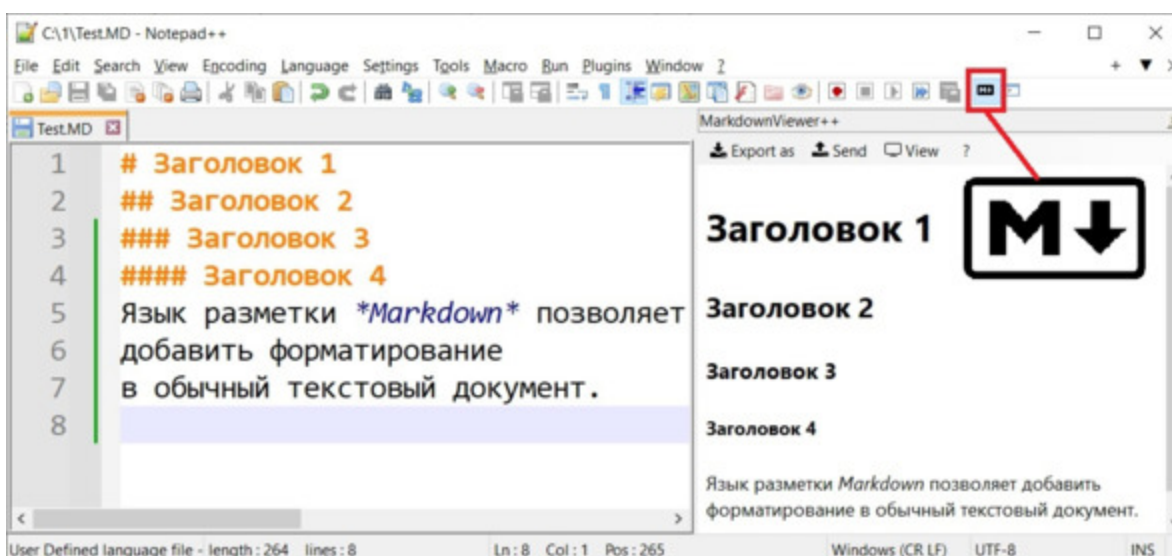 C:\1\Test.MD - Notepad++
File Edit Search View Encoding Language Settings Tools Macro Run Plugins Window ?
Test.MD
MarkdownViewer++
Export as Send View ?
1 # Заголовок 1
2 ## Заголовок 2
3 ### Заголовок 3
4 #### Заголовок 4
5 Язык разметки *Markdown* позволяет
6 добавить форматирование
7 в обычный текстовый документ.
8
Заголовок 1
M
Заголовок 2
Заголовок 3
Заголовок 4
Язык разметки Markdown позволяет добавить
форматирование в обычный текстовый документ.
User Defined language file - length : 264 lines : 8 Ln : 8 Col : 1 Pos : 265 Windows (CR LF) UTF-8 INS